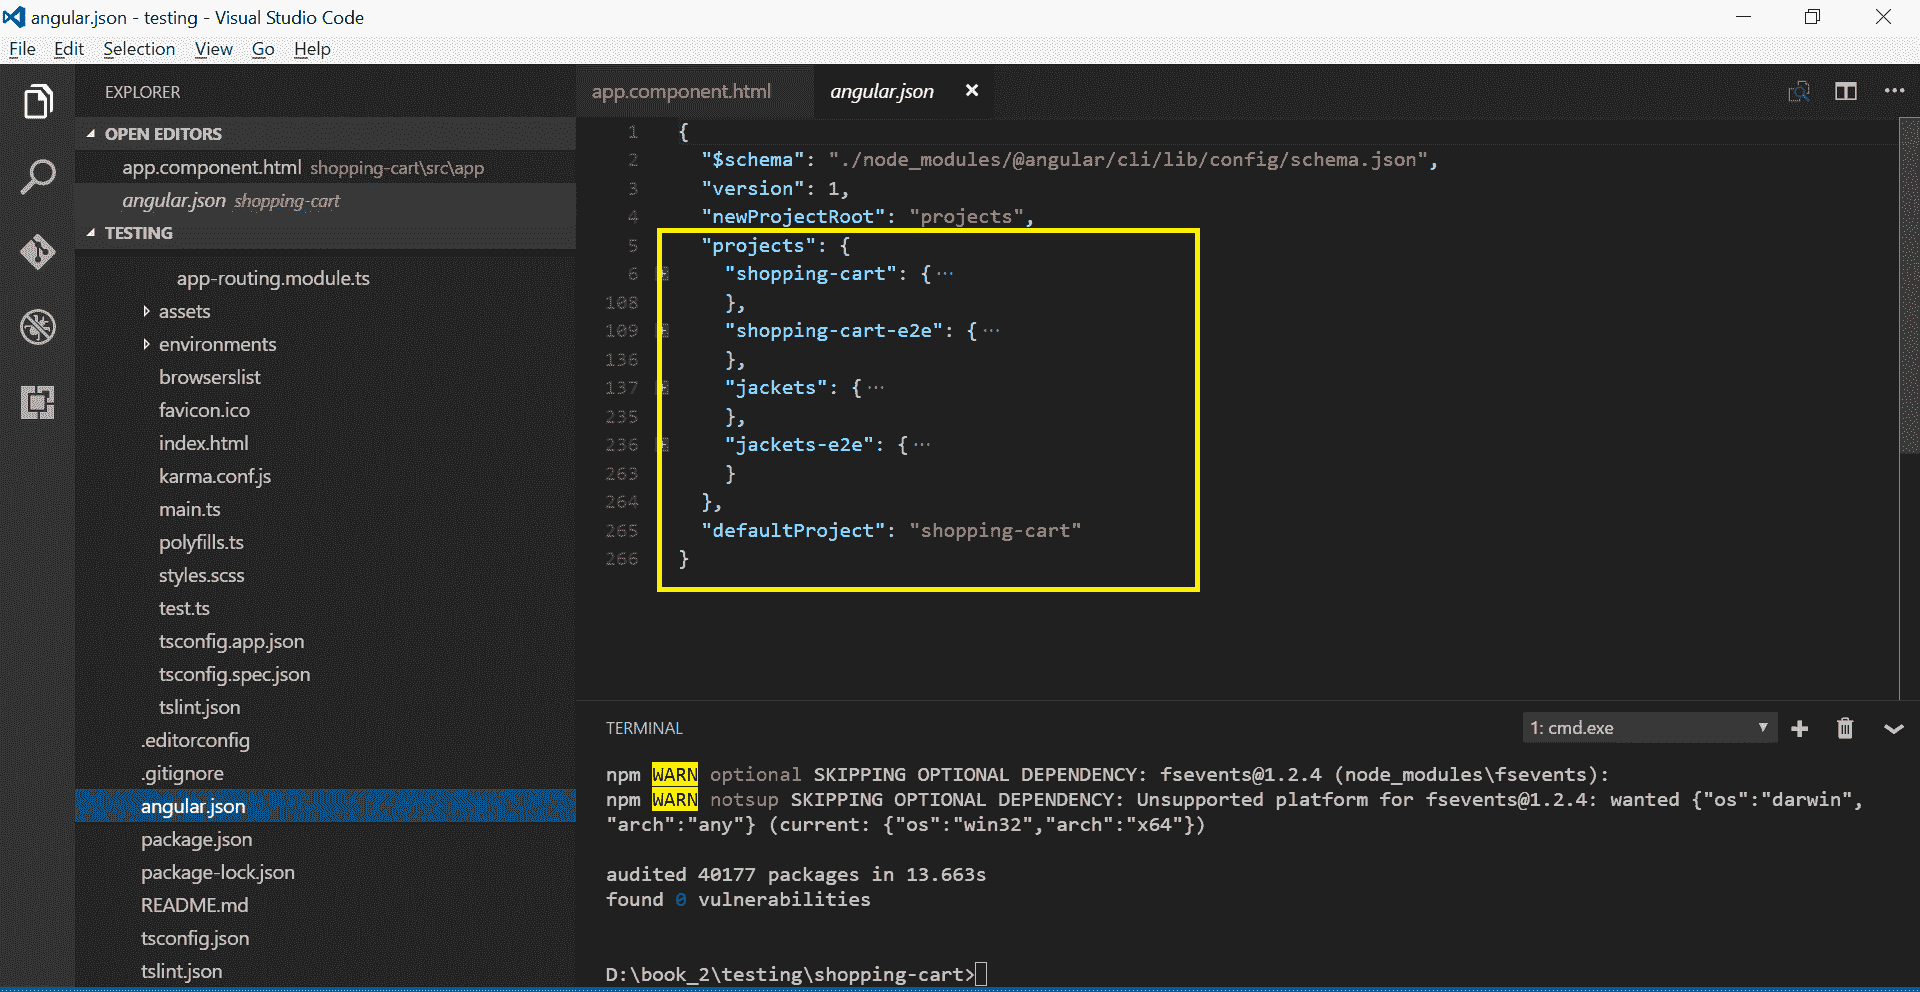 angular.json - testing - Visual Studio Code
File Edit Selection View Go Help
EXPLORER
OPEN EDITORS
app.component.html shopping-cart\src\app
angular.json shopping-cart
TESTING
app-routing.module.ts
assets
environments
browserslist
favicon.ico
index.html
karma.conf.js
main.ts
polyfills.ts
styles.scss
test.ts
tsconfig.app.json
tsconfig.spec.json
tslint.json
.editorconfig
.gitignore
angular.json
package.json
package-lock.json
README.md
tsconfig.json
tslint.json
app.component.html angular.json
1 {
2 "$schema": "./node_modules/@angular/cli/lib/config/schema.json",
3 "version": 1,
4 "newProjectRoot": "projects",
5 "projects": {
6 "shopping-cart": {...
108 },
109 "shopping-cart-e2e": {...
136 },
137 "jackets": {...
235 },
236 "jackets-e2e": {...
263 }
264 },
265 "defaultProject": "shopping-cart"
266 }
TERMINAL
1: cmd.exe
npm WARN optional SKIPPING OPTIONAL DEPENDENCY: fsevents@1.2.4 (node_modules\fsevents):
npm WARN notsup SKIPPING OPTIONAL DEPENDENCY: Unsupported platform for fsevents@1.2.4: wanted {"os":"darwin",
"arch":"any"} (current: {"os":"win32","arch":"x64"})
audited 40177 packages in 13.663s
found 0 vulnerabilities
D:\book_2\testing\shopping-cart>